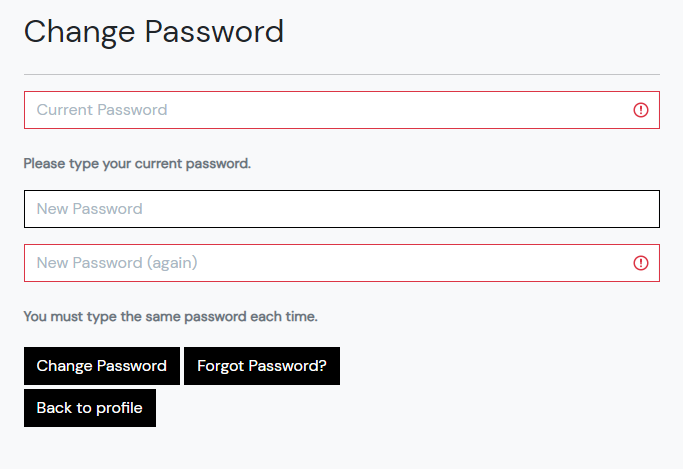 Change Password
Current Password
Please type your current password.
New Password
New Password (again)
You must type the same password each time.
Change Password Forgot Password?
Back to profile